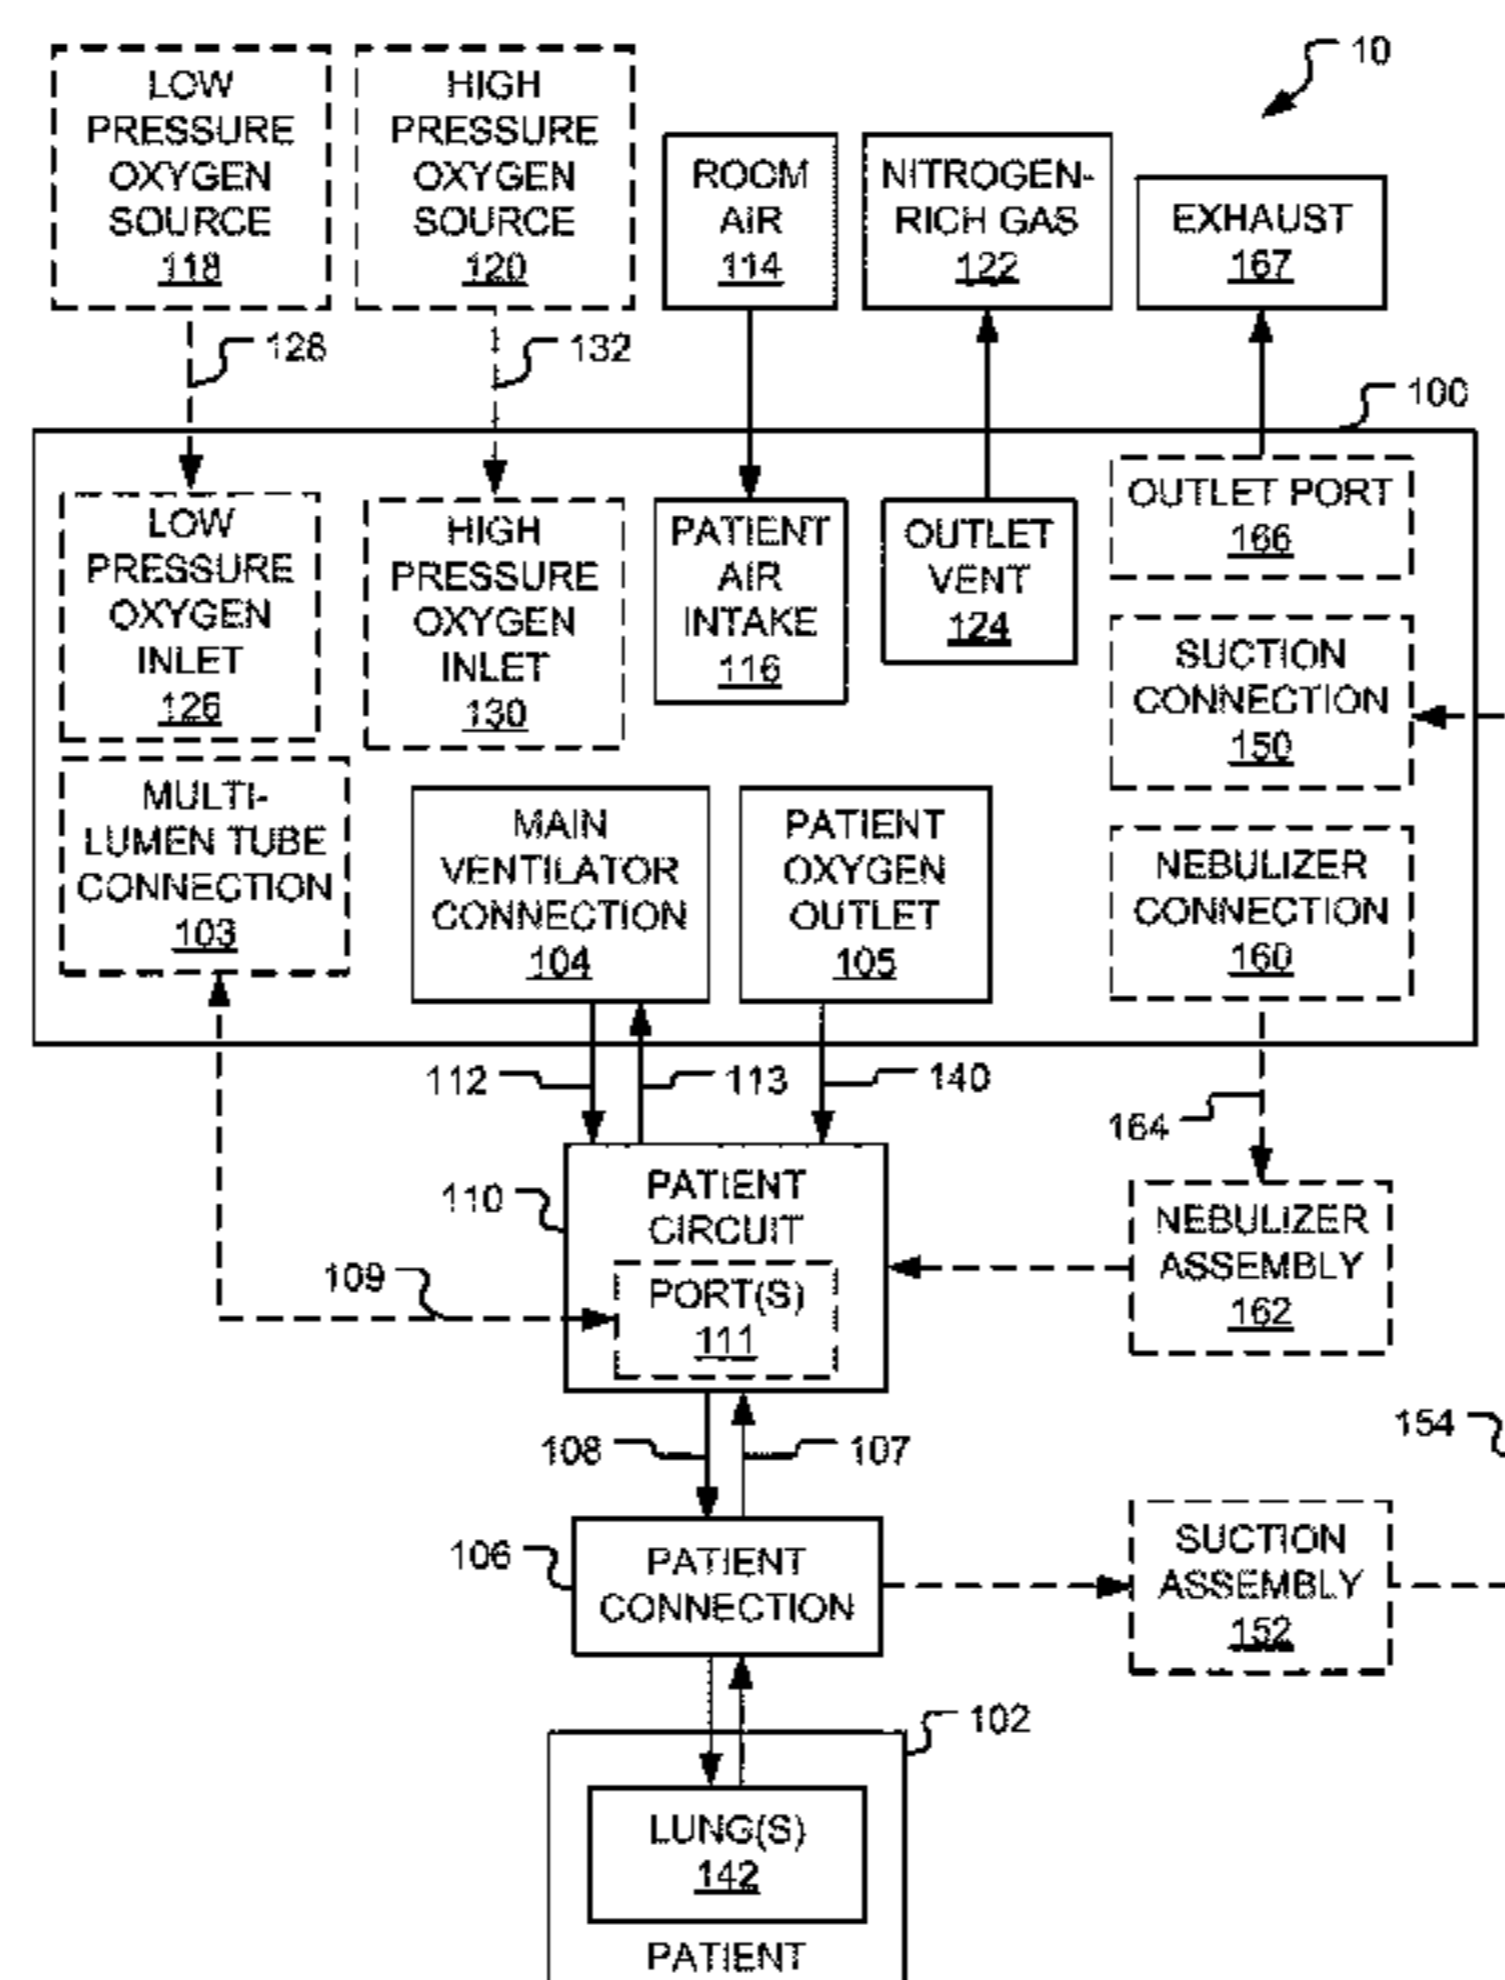 10
LOW
PRESSURE
OXYGEN
SOURCE
118
HIGH
PRESSURE
OXYGEN
SOURCE
120
ROOM
AIR
114
NITROGEN-
RICH GAS
122
EXHAUST
167
128
132
100
LOW
PRESSURE
OXYGEN
INLET
126
HIGH
PRESSURE
OXYGEN
INLET
130
PATIENT
AIR
INTAKE
116
OUTLET
VENT
124
OUTLET PORT
166
SUCTION
CONNECTION
150
MULTI-
LUMEN TUBE
CONNECTION
103
MAIN
VENTILATOR
CONNECTION
104
PATIENT
OXYGEN
OUTLET
105
NEBULIZER
CONNECTION
160
112
113
140
164
110
PATIENT
CIRCUIT
PORT(S)
111
109
NEBULIZER
ASSEMBLY
162
108
107
154
106
PATIENT
CONNECTION
SUCTION
ASSEMBLY
152
102
LUNG(S)
142
PATIENT